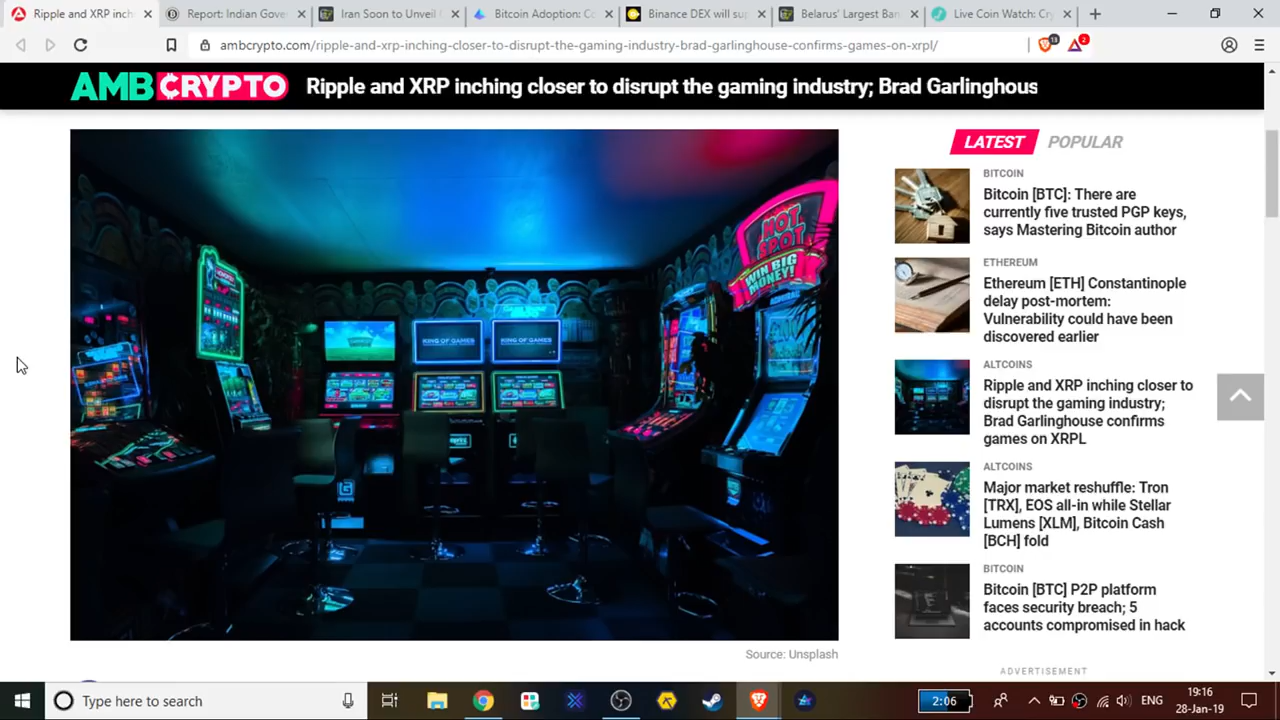 Ripple and XRP inch
Report: Indian Gove
Iran Soon to Unveil
Bitcoin Adoption: Co
Binance DEX will sup
Belarus' Largest Ban
Live Coin Watch: Cry
ambcrypto.com/ripple-and-xrp-inching-closer-to-disrupt-the-gaming-industry-brad-garlinghouse-confirms-games-on-xrpl/
18
2
AMBCRYPTO
Ripple and XRP inching closer to disrupt the gaming industry; Brad Garlinghous
HOT
SPOT
WIN BIG
MONEY!
KING OF GAMES
KING OF GAMES
Source: Unsplash
LATEST
POPULAR
BITCOIN
Bitcoin [BTC]: There are
currently five trusted PGP keys,
says Mastering Bitcoin author
ETHEREUM
Ethereum [ETH] Constantinople
delay post-mortem:
Vulnerability could have been
discovered earlier
ALTCOINS
Ripple and XRP inching closer to
disrupt the gaming industry;
Brad Garlinghouse confirms
games on XRPL
ALTCOINS
Major market reshuffle: Tron
[TRX], EOS all-in while Stellar
Lumens [XLM], Bitcoin Cash
[BCH] fold
BITCOIN
Bitcoin [BTC] P2P platform
faces security breach; 5
accounts compromised in hack
ADVERTISEMENT
Type here to search
2:06
ENG
19:16
28-Jan-19